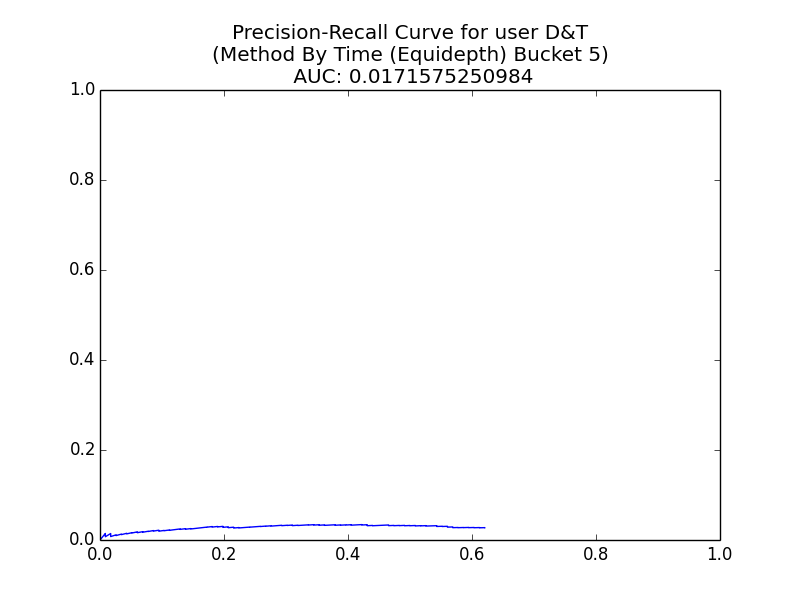 Precision-Recall Curve for user D&T
(Method By Time (Equidepth) Bucket 5)
AUC: 0.0171575250984
1.0
0.8
0.6
0.4
0.2
0.0
0.0 0.2 0.4 0.6 0.8 1.0